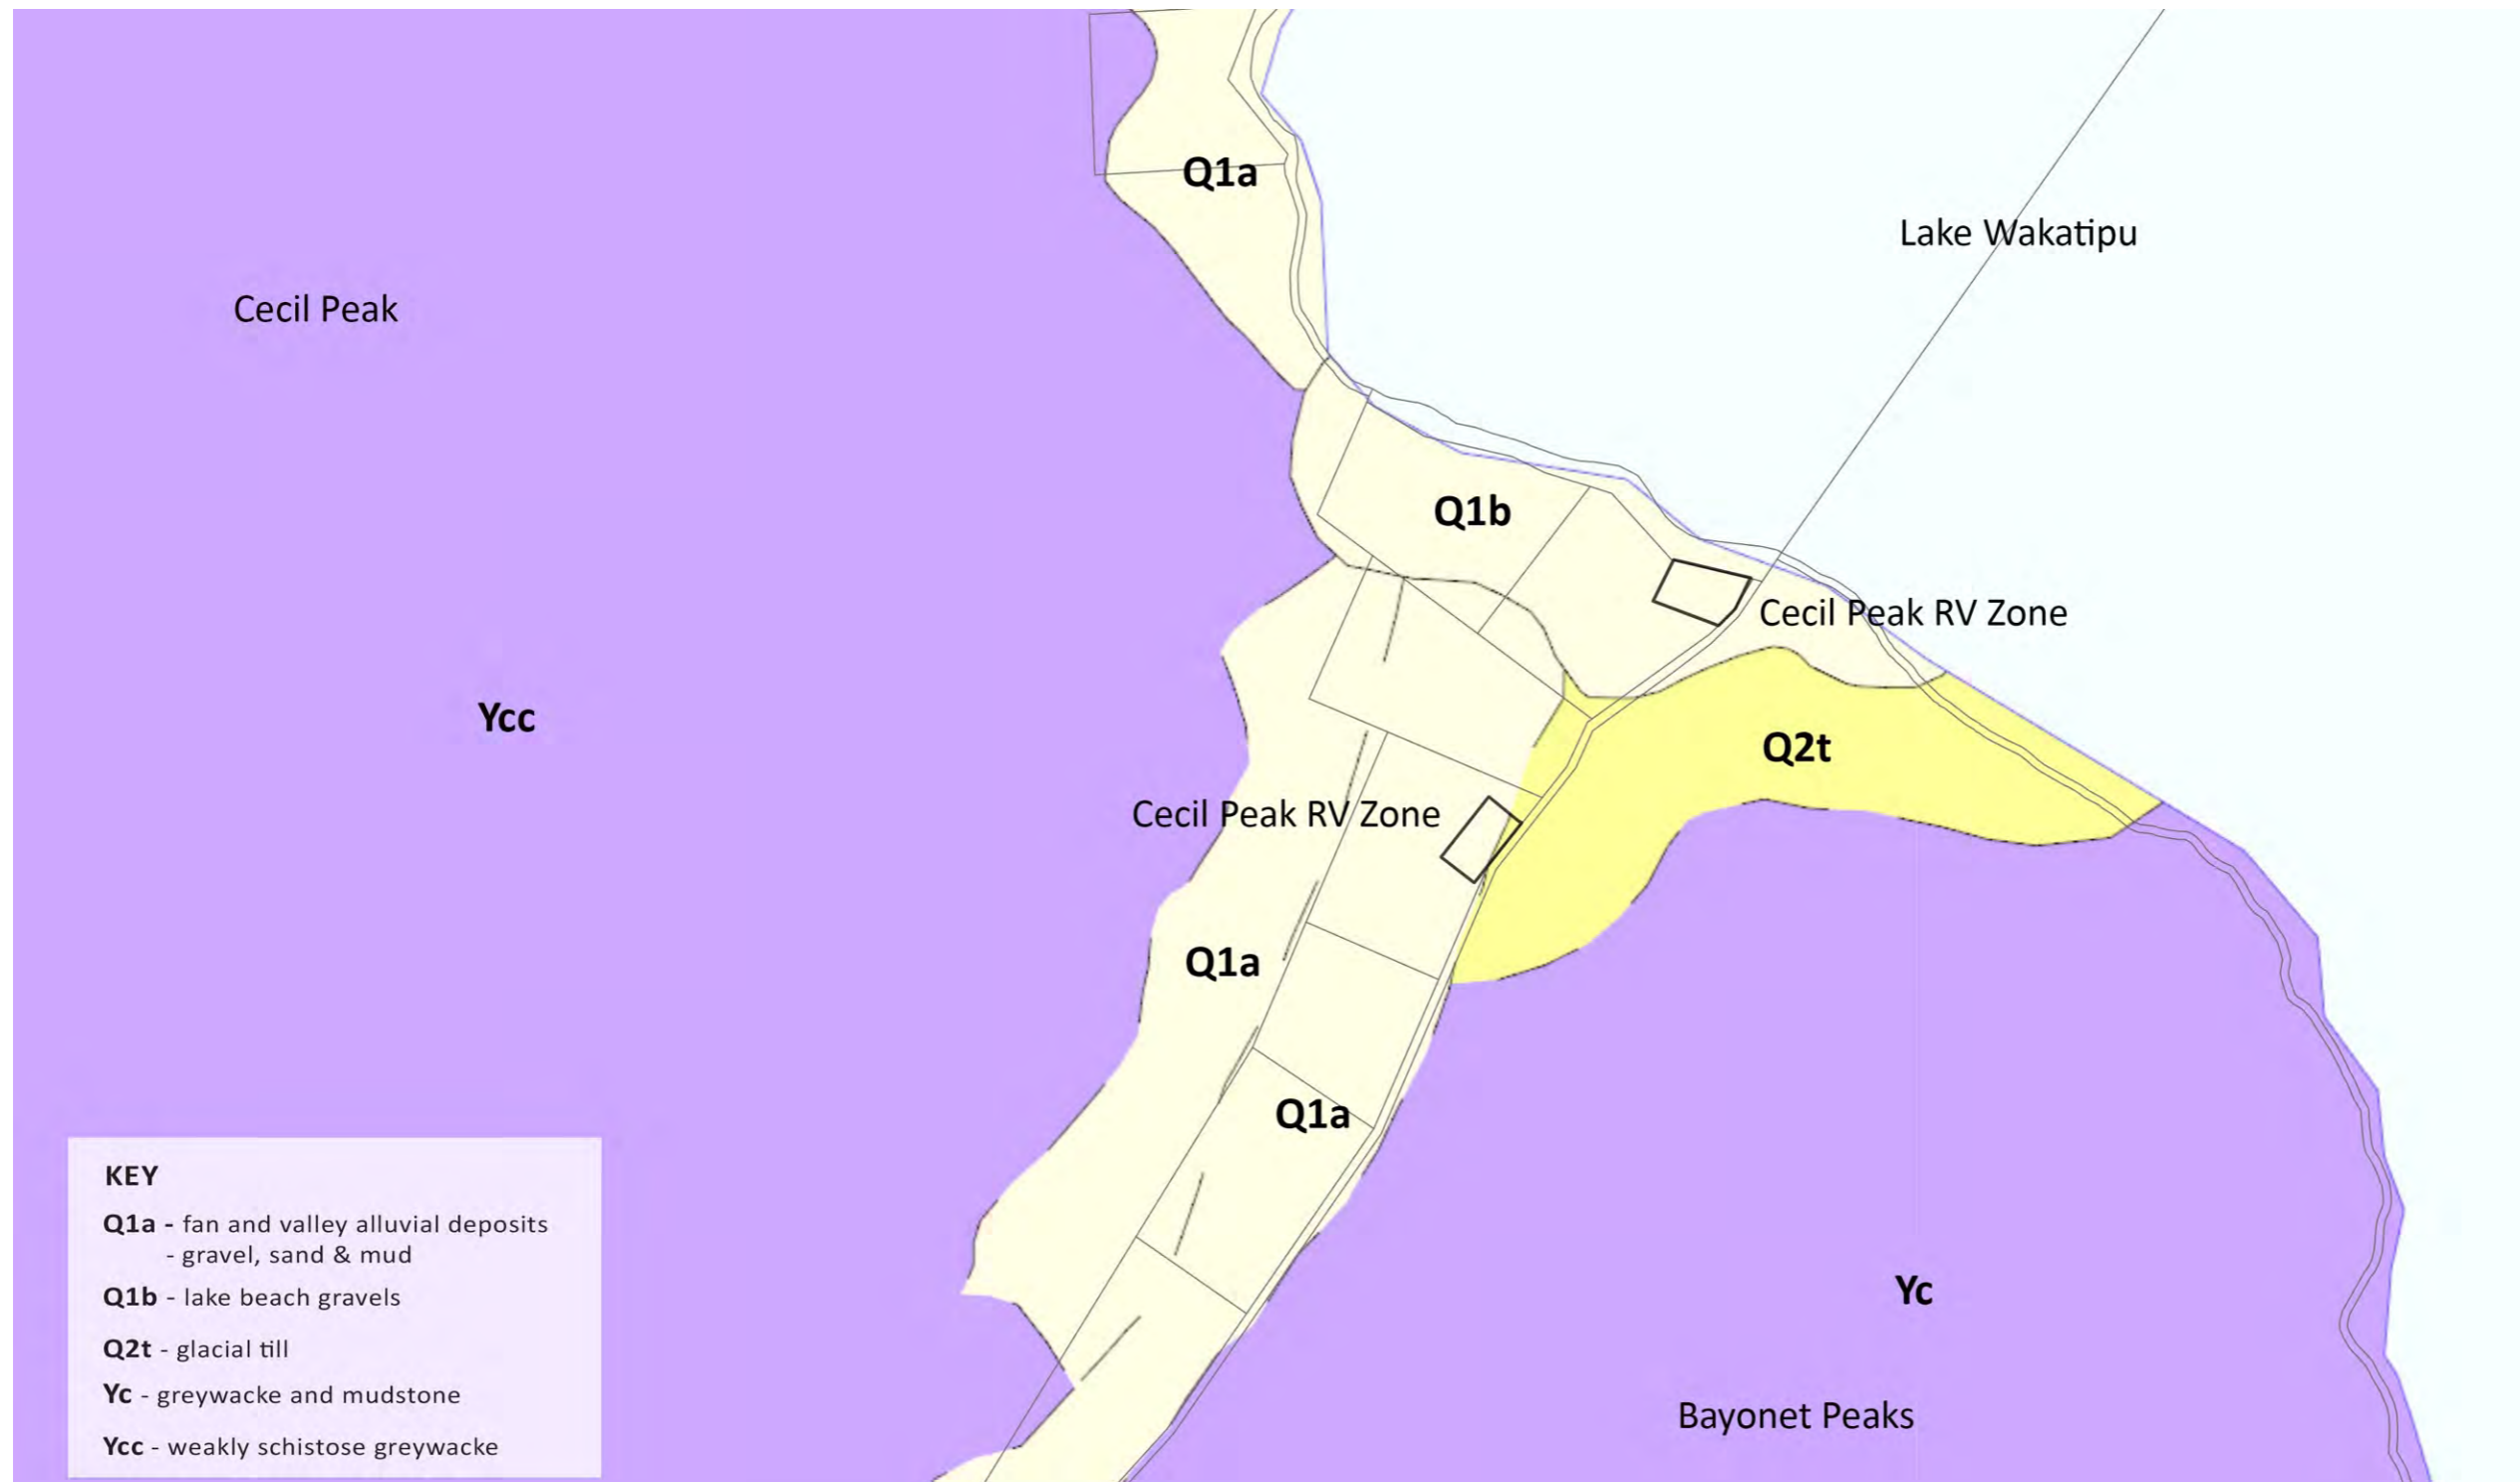 Q1a
Lake Wakatipu
Cecil Peak
Q1b
Cecil Peak RV Zone
Ycc
Q2t
Cecil Peak RV Zone
Q1a
Q1a
Yc
Bayonet Peaks
KEY
Q1a - fan and valley alluvial deposits
- gravel, sand & mud
Q1b - lake beach gravels
Q2t - glacial till
Yc - greywacke and mudstone
Ycc - weakly schistose greywacke